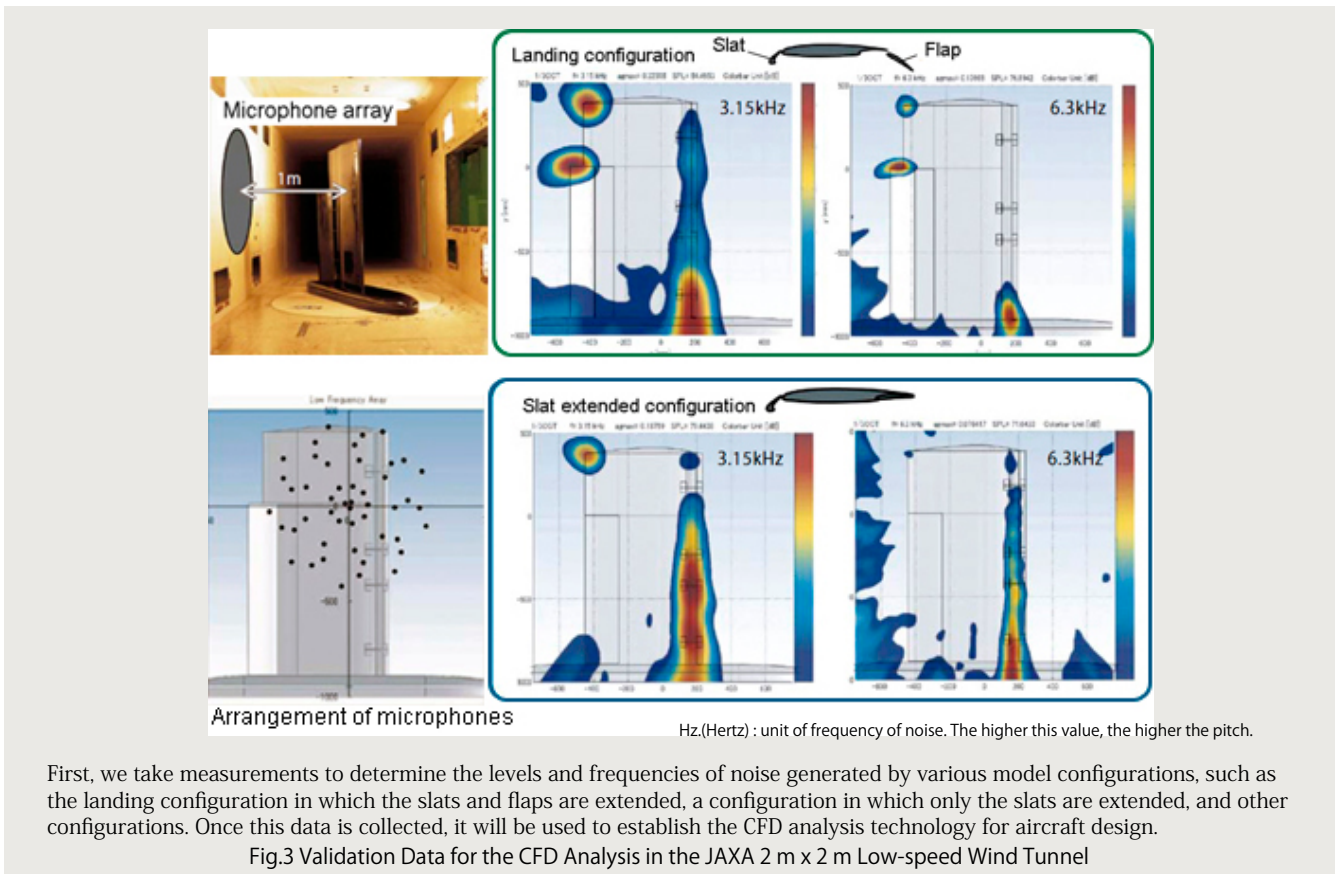 Landing configuration
Slat
Flap
Microphone array
1m
3.15kHz
6.3kHz
Slat extended configuration
3.15kHz
6.3kHz
Low Frequency Array
Arrangement of microphones
Hz.(Hertz) : unit of frequency of noise. The higher this value, the higher the pitch.
First, we take measurements to determine the levels and frequencies of noise generated by various model configurations, such as
the landing configuration in which the slats and flaps are extended, a configuration in which only the slats are extended, and other
configurations. Once this data is collected, it will be used to establish the CFD analysis technology for aircraft design.
Fig.3 Validation Data for the CFD Analysis in the JAXA 2 m x 2 m Low-speed Wind Tunnel